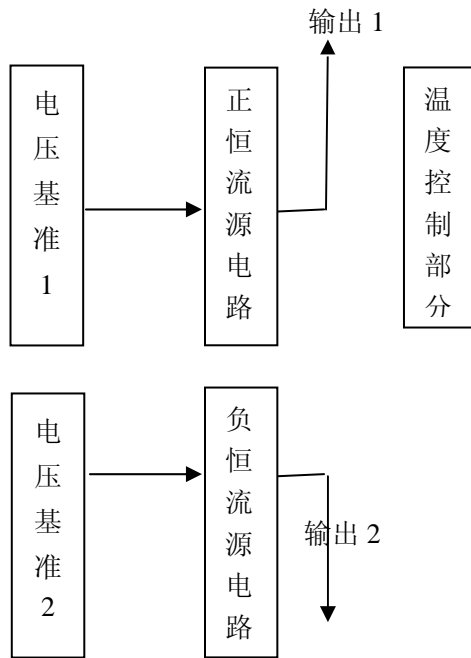 输出 1
电压基准 1
正恒流源电路
温度控制部分
电压基准 2
负恒流源电路
输出 2